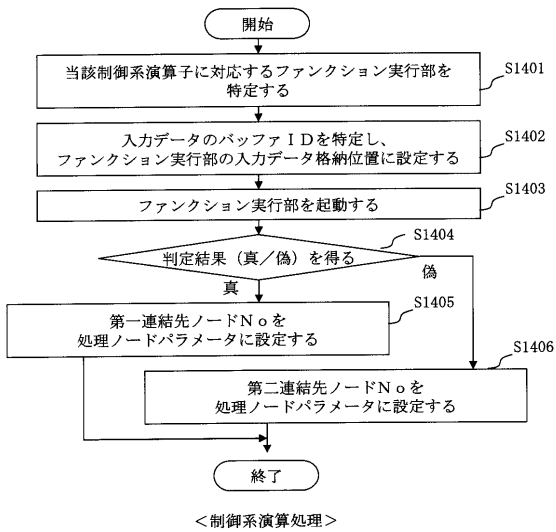 開始
当該制御系演算子に対応するファンクション実行部を
特定する
S1401
入力データのバッファＩＤを特定し、
ファンクション実行部の入力データ格納位置に設定する
S1402
ファンクション実行部を起動する
S1403
判定結果（真／偽）を得る
S1404
真
偽
第一連結先ノードＮｏを
処理ノードパラメータに設定する
S1405
第二連結先ノードＮｏを
処理ノードパラメータに設定する
S1406
終了
＜制御系演算処理＞